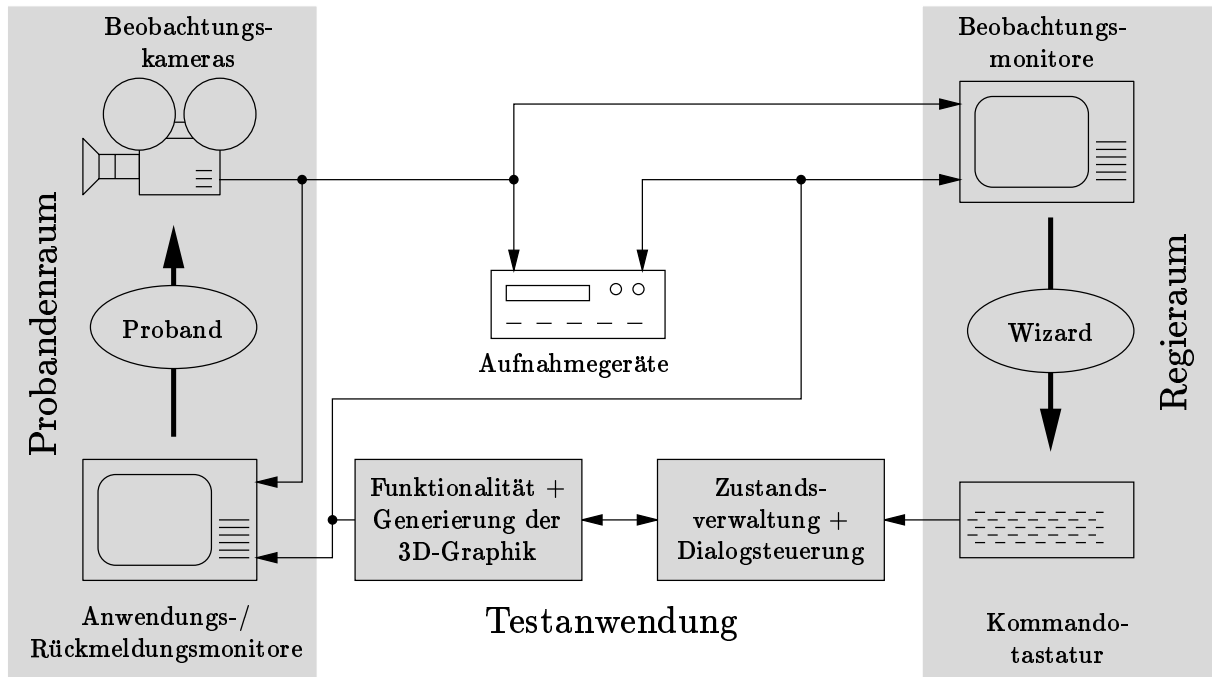 Beobachtungs-
kameras
Beobachtungs-
monitore
Probandenraum
Proband
Aufnahmegeräte
Wizard
Regieraum
Funktionalität +
Generierung der
3D-Graphik
Zustands-
verwaltung +
Dialogsteuerung
Anwendungs-/
Rückmeldungsmonitore
Testanwendung
Kommando-
tastatur